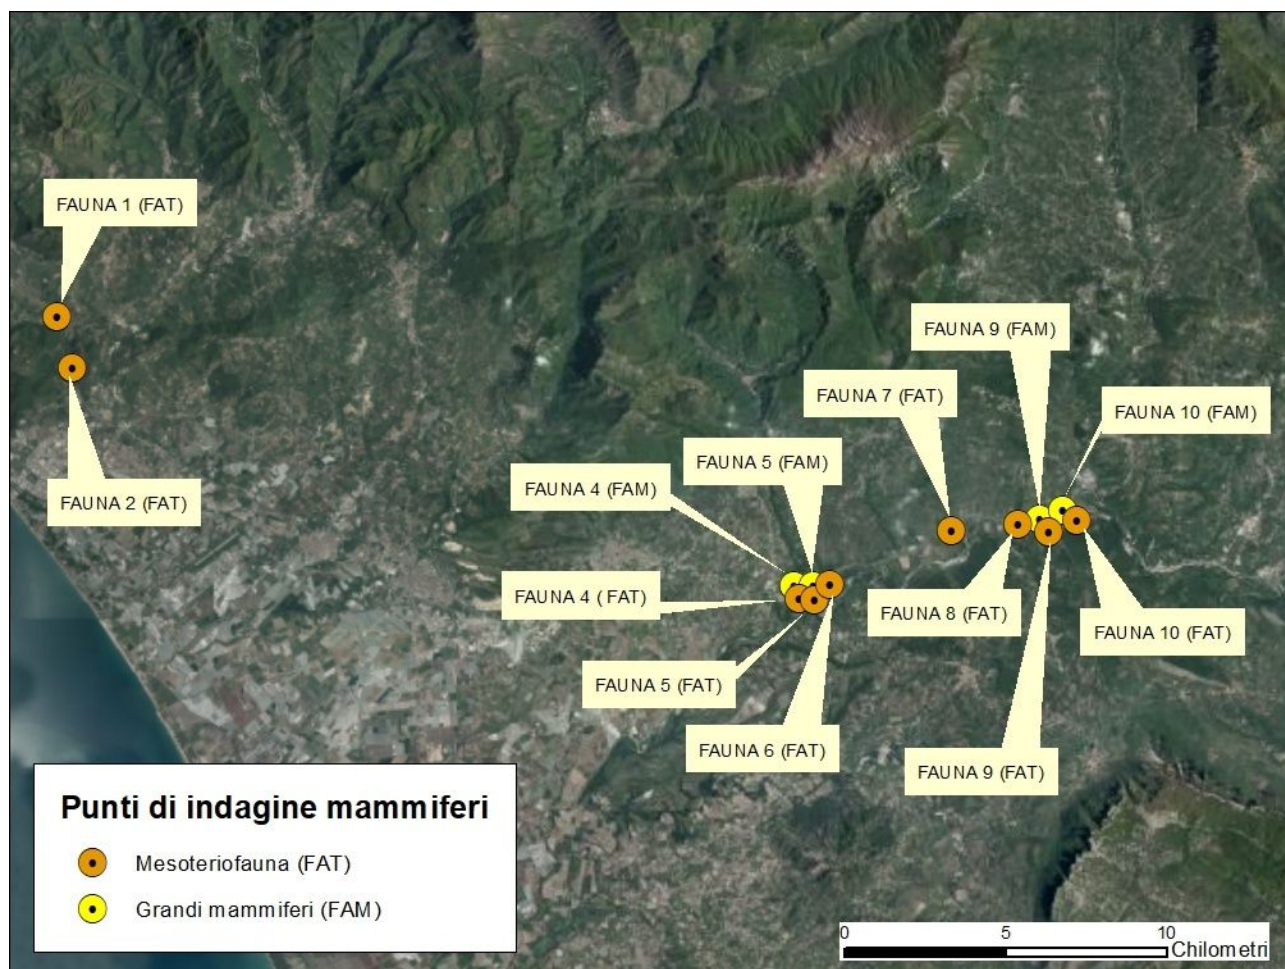 FAUNA 1 (FAT)
FAUNA 9 (FAM)
FAUNA 7 (FAT)
FAUNA 10 (FAM)
FAUNA 5 (FAM)
FAUNA 4 (FAM)
FAUNA 2 (FAT)
FAUNA 4 ( FAT)
FAUNA 8 (FAT)
FAUNA 10 (FAT)
FAUNA 5 (FAT)
FAUNA 6 (FAT)
FAUNA 9 (FAT)
Punti di indagine mammiferi
Mesoteriofauna (FAT)
Grandi mammiferi (FAM)
0 5 10
Chilometri